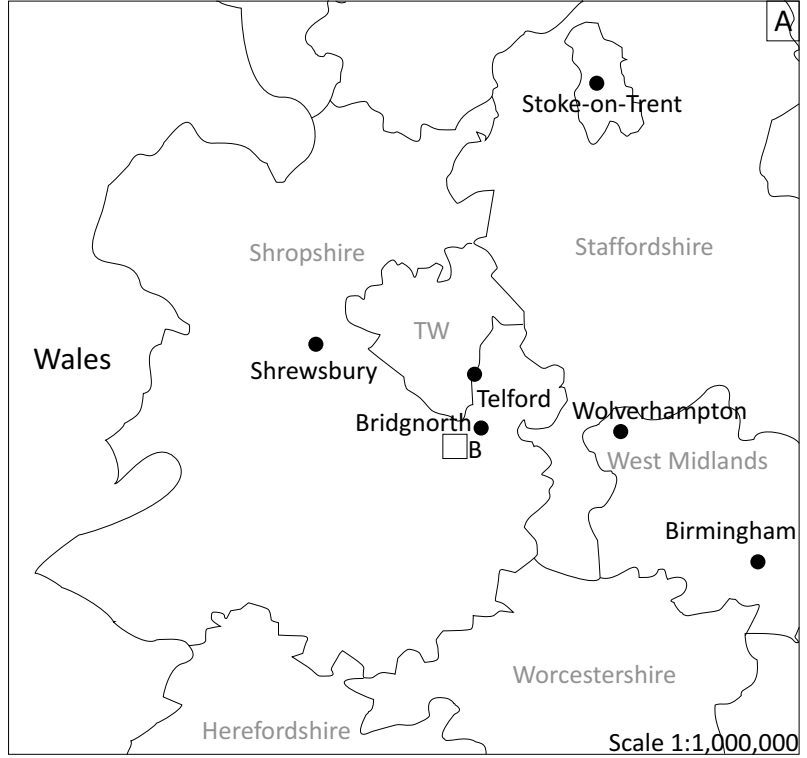 A
Stoke-on-Trent
Shropshire
Staffordshire
TW
Wales
Shrewsbury
Telford
Bridgnorth
Wolverhampton
B
West Midlands
Birmingham
Worcestershire
Herefordshire
Scale 1:1,000,000